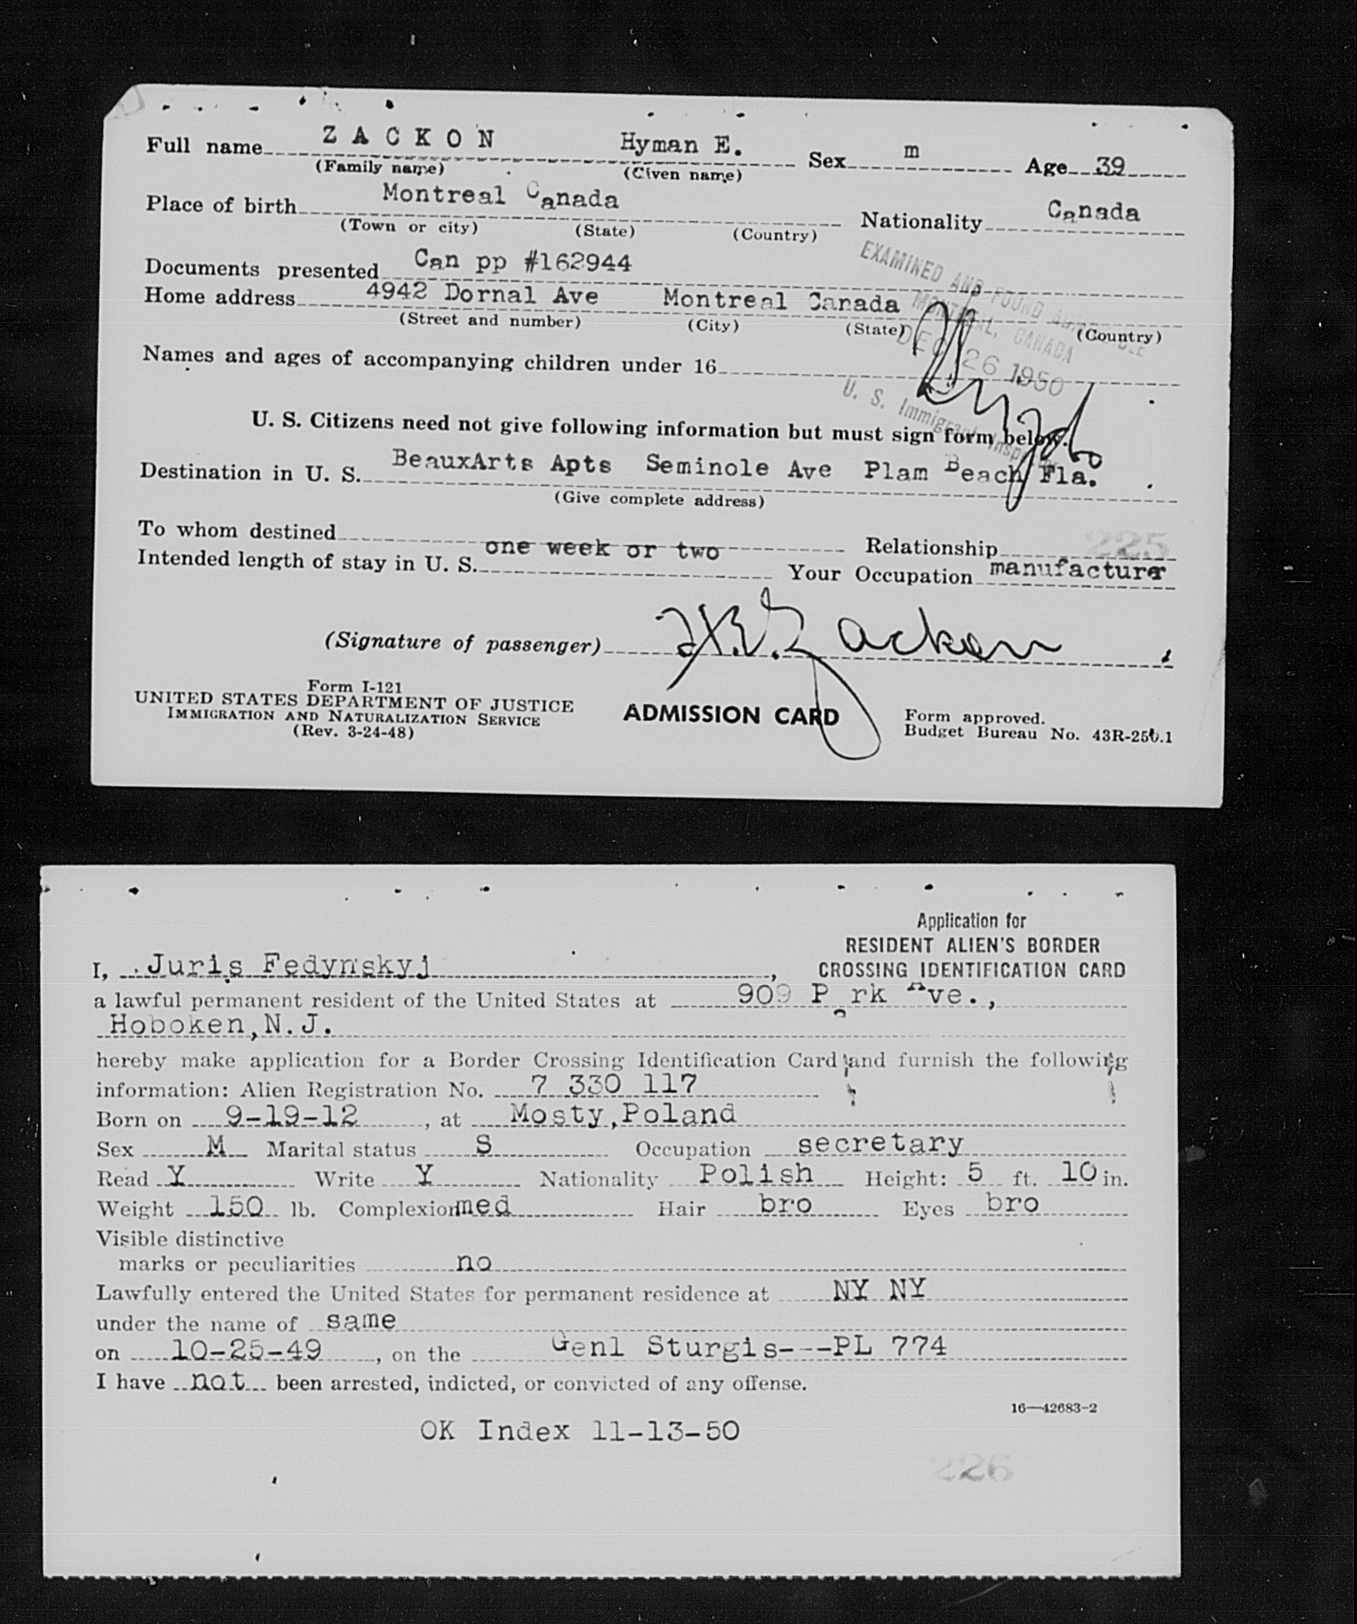 Full name ZACKON Hyman E. Sex m Age 39
(Family name) (Given name)
Place of birth Montreal Canada Nationality Canada
(Town or city) (State) (Country)
Documents presented Can pp #162944
Home address 4942 Dornal Ave Montreal Canada
(Street and number) (City) (State) (Country)
EXAMINED AND FOUND
MONTREAL, CANADA
DEC 26 1950
U. S. Immigrant
Names and ages of accompanying children under 16
U. S. Citizens need not give following information but must sign form below.
Destination in U. S. BeauxArts Apts Seminole Ave Plam Beach Fla.
(Give complete address)
To whom destined Relationship 225
Intended length of stay in U. S. one week or two Your Occupation manufacturer
(Signature of passenger) H.E. Zackon
Form I-121
UNITED STATES DEPARTMENT OF JUSTICE
IMMIGRATION AND NATURALIZATION SERVICE
(Rev. 3-24-48)
ADMISSION CARD
Form approved.
Budget Bureau No. 43R-250.1
Application for
RESIDENT ALIEN'S BORDER
CROSSING IDENTIFICATION CARD
I, Juris Fedynskyj,
a lawful permanent resident of the United States at 909 Park Ave.,
Hoboken,N.J.
hereby make application for a Border Crossing Identification Card and furnish the following
information: Alien Registration No. 7 330 117
Born on 9-19-12, at Mosty,Poland
Sex M Marital status S Occupation secretary
Read Y Write Y Nationality Polish Height: 5 ft. 10 in.
Weight 150 lb. Complexion med Hair bro Eyes bro
Visible distinctive
marks or peculiarities no
Lawfully entered the United States for permanent residence at NY NY
under the name of same
on 10-25-49, on the Genl Sturgis---PL 774
I have not been arrested, indicted, or convicted of any offense.
16—42683-2
OK Index 11-13-50
226